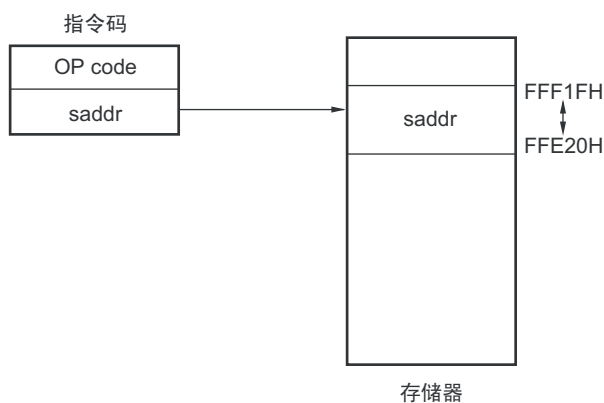 指令码
OP code
saddr
saddr
FFF1FH
FFE20H
存储器